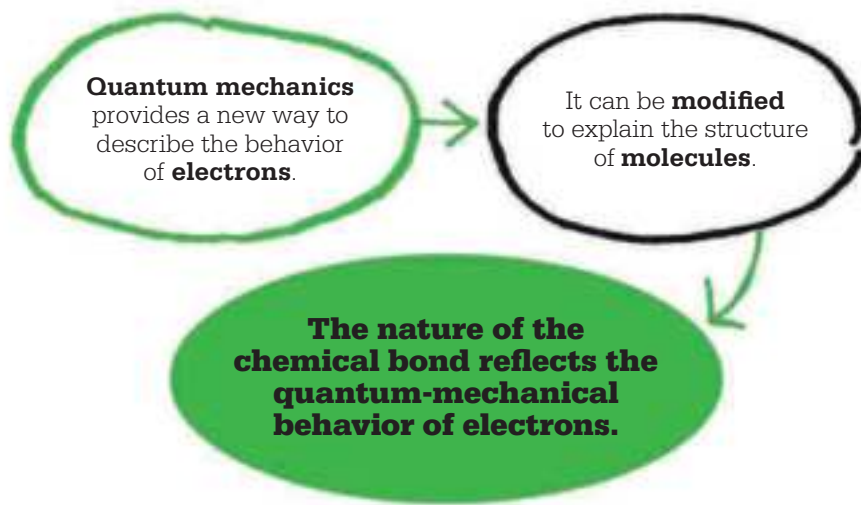 Quantum mechanics
provides a new way to
describe the behavior
of electrons.
It can be modified
to explain the structure
of molecules.
The nature of the
chemical bond reflects the
quantum-mechanical
behavior of electrons.